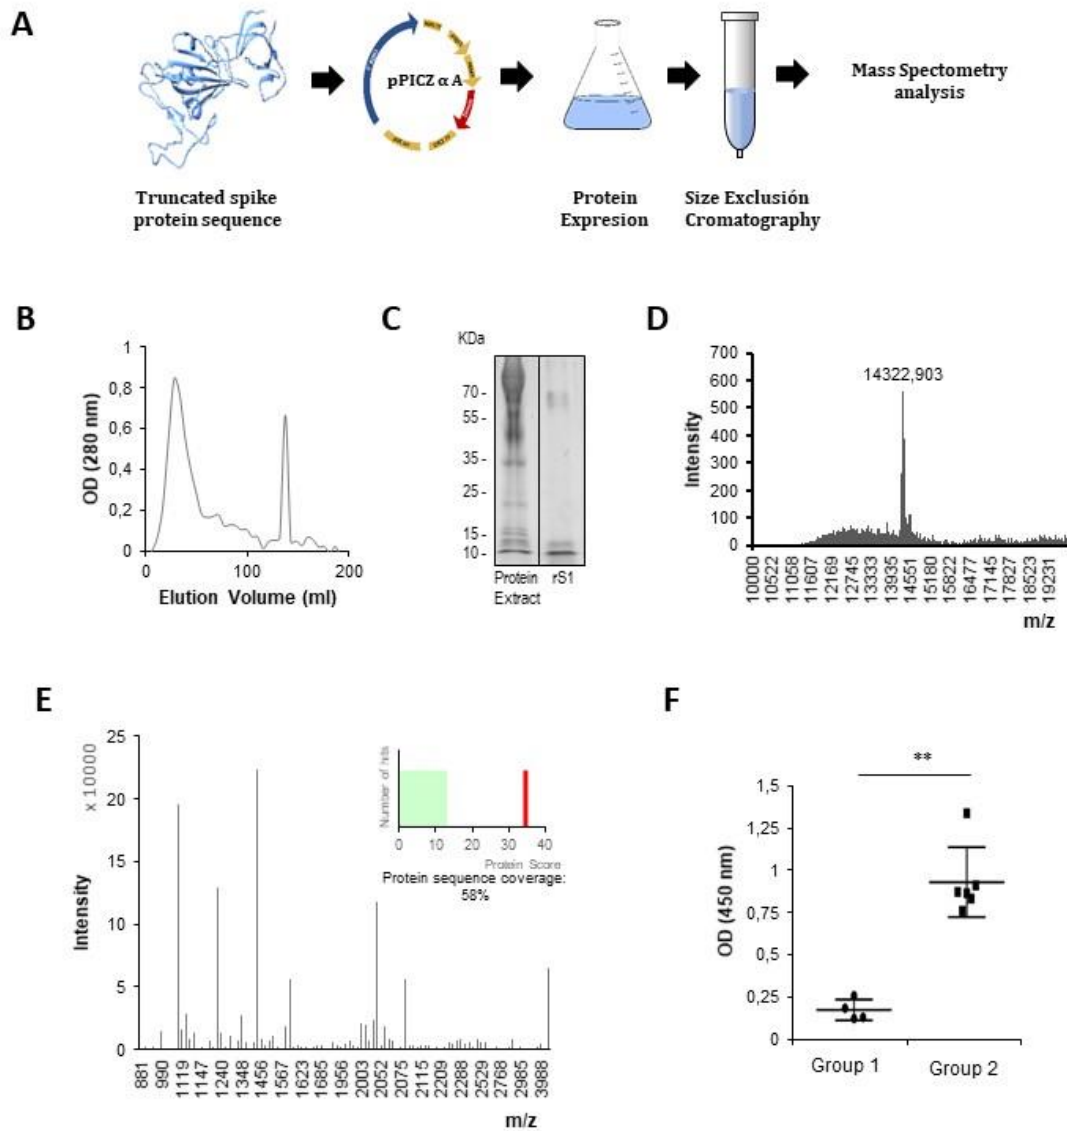 A
pPICZ α A
Mass Spectometry
analysis
Truncated spike
protein sequence
Protein
Expresion
Size Exclusión
Cromatography
B
OD (280 nm)
1
0,8
0,6
0,4
0,2
0
0
100
200
Elution Volume (ml)
C
KDa
70 -
55 -
35 -
25 -
15 -
10 -
Protein
Extract
rS1
D
Intensity
700
600
500
400
300
200
100
0
14322,903
10000
10522
11058
11607
12169
12745
13333
13935
14551
15180
15822
16477
17145
17827
18523
19231
m/z
E
x 10000
Intensity
25
20
15
10
5
0
881
990
1119
1147
1240
1348
1456
1567
1623
1685
1956
2003
2052
2075
2115
2209
2288
2529
2768
2985
3988
m/z
Number of hits
0
10
20
30
40
Protein Score
Protein sequence coverage:
58%
F
**
OD (450 nm)
1,5
1,25
1
0,75
0,5
0,25
0
Group 1
Group 2